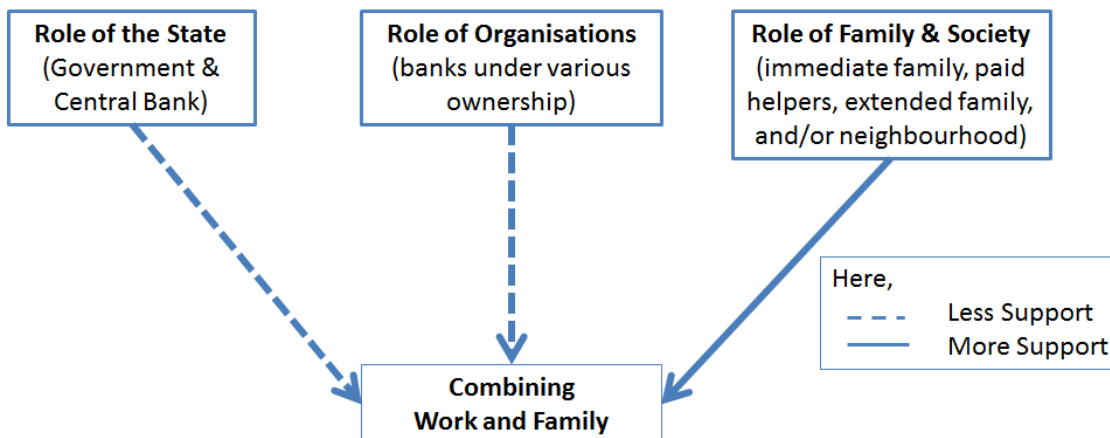 Role of the State
(Government &
Central Bank)
Role of Organisations
(banks under various
ownership)
Role of Family & Society
(immediate family, paid
helpers, extended family,
and/or neighbourhood)
Here,
Less Support
More Support
Combining
Work and Family